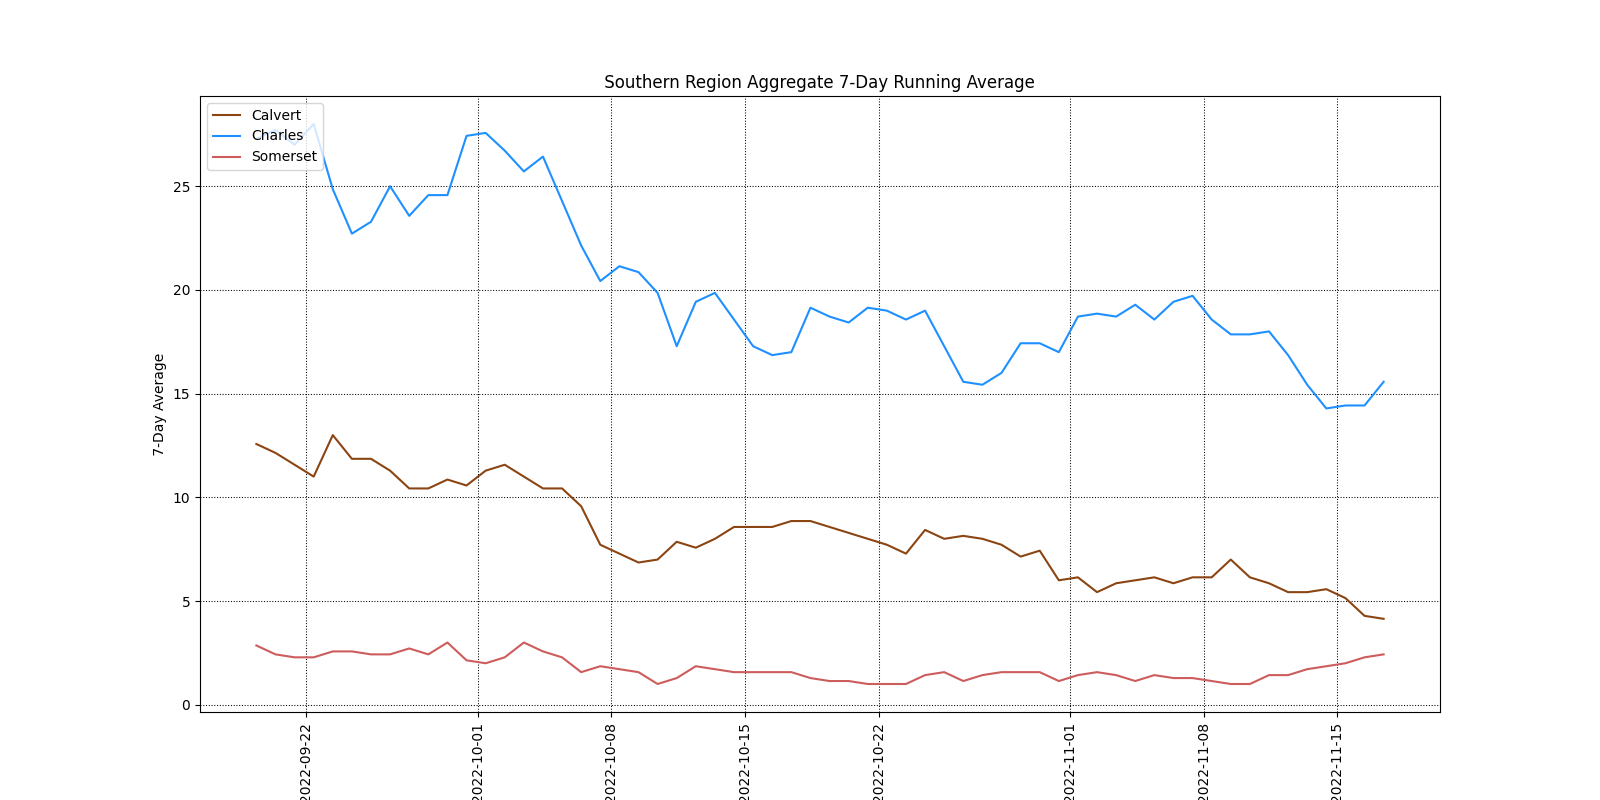 Southern Region Aggregate 7-Day Running Average
Calvert
Charles
Somerset
7-Day Average
25
20
15
10
5
0
2022-09-22
2022-10-01
2022-10-08
2022-10-15
2022-10-22
2022-11-01
2022-11-08
2022-11-15